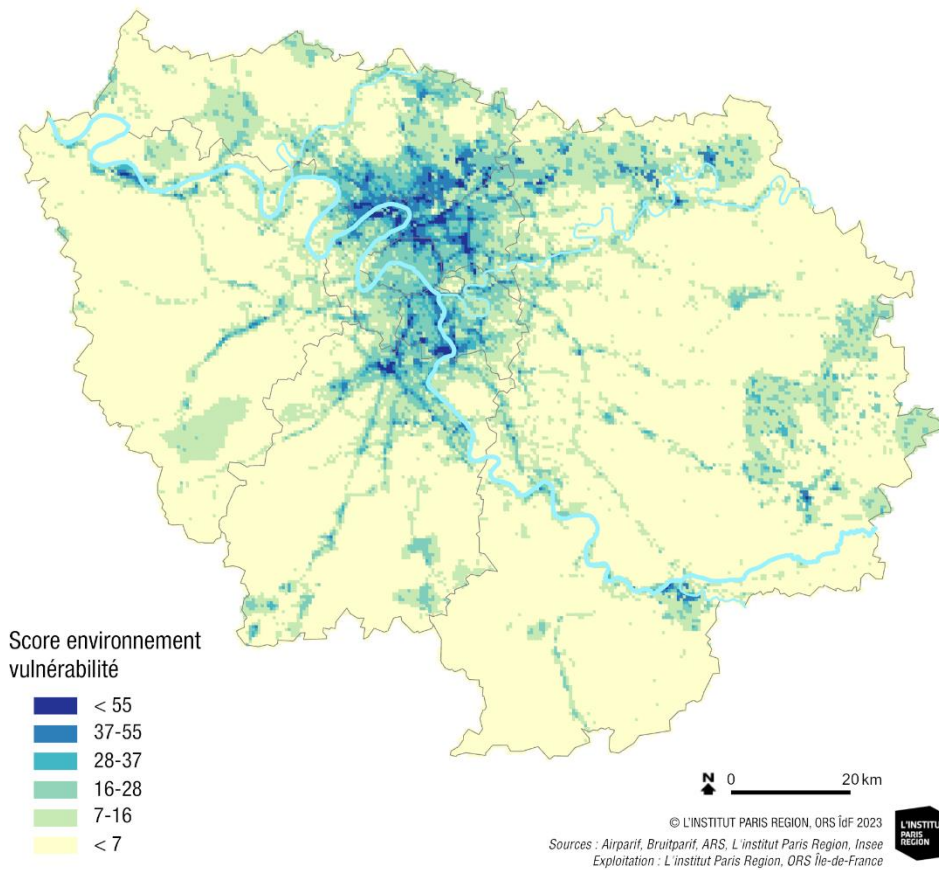 Score environnement
vulnérabilité
< 55
37-55
28-37
16-28
7-16
< 7
N 0 20 km
© L'INSTITUT PARIS REGION, ORS ÎdF 2023
Sources : Airparif, Bruitparif, ARS, L'institut Paris Region, Insee
Exploitation : L'institut Paris Region, ORS Île-de-France
L'INSTITUT
PARIS
REGION